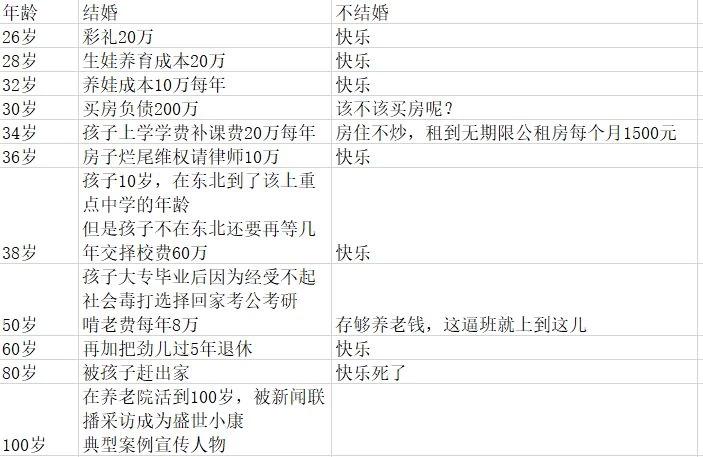 年龄 结婚 不结婚
26岁 彩礼20万 快乐
28岁 生娃养育成本20万 快乐
32岁 养娃成本10万每年 快乐
30岁 买房负债200万 该不该买房呢？
34岁 孩子上学学费补课费20万每年 房住不炒，租到无期限公租房每个月1500元
36岁 房子烂尾维权请律师10万 快乐
孩子10岁，在东北到了该上重
点中学的年龄
但是孩子不在东北还要再等几
38岁 年交择校费60万 快乐
孩子大专毕业后因为经受不起
社会毒打选择回家考公考研
50岁 啃老费每年8万 存够养老钱，这逼班就上到这儿
60岁 再加把劲儿过5年退休 快乐
80岁 被孩子赶出家 快乐死了
在养老院活到100岁，被新闻联
播采访成为盛世小康
100岁 典型案例宣传人物